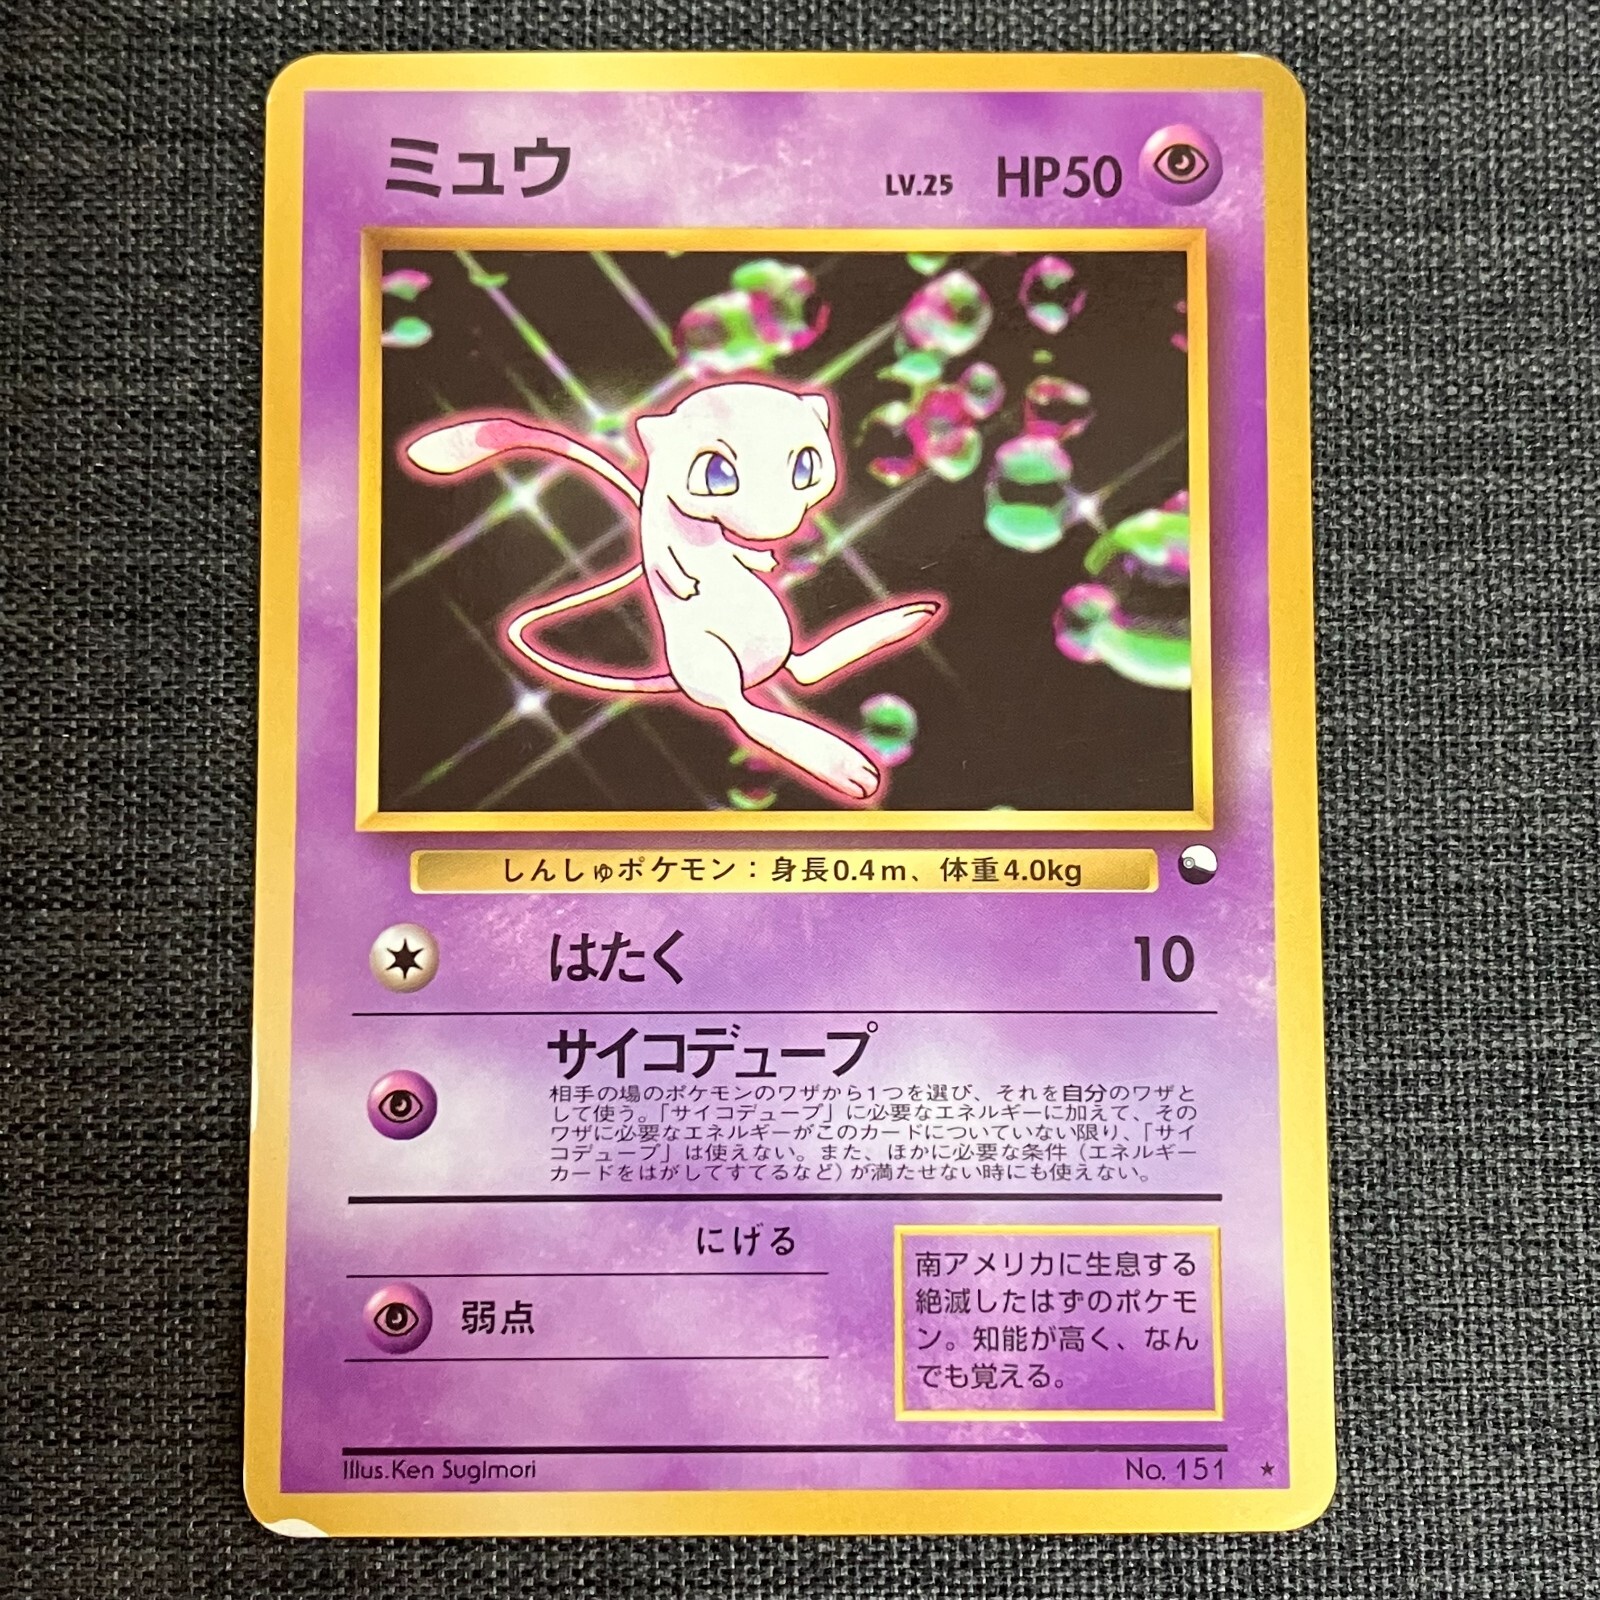 ミュウ LV.25 HP50
しんしゅポケモン：身長0.4m、体重4.0kg
はたく 10
サイコデュープ
相手の場のポケモンのワザから1つを選び、それを自分のワザと
して使う。「サイコデュープ」に必要なエネルギーに加えて、その
ワザに必要なエネルギーがこのカードについていない限り、「サイ
コデュープ」は使えない。また、ほかに必要な条件（エネルギー
カードをはがしてすてるなど）が満たせない時にも使えない。
にげる
弱点
南アメリカに生息する
絶滅したはずのポケモ
ン。知能が高く、なん
でも覚える。
Illus.Ken Sugimori No. 151 ★